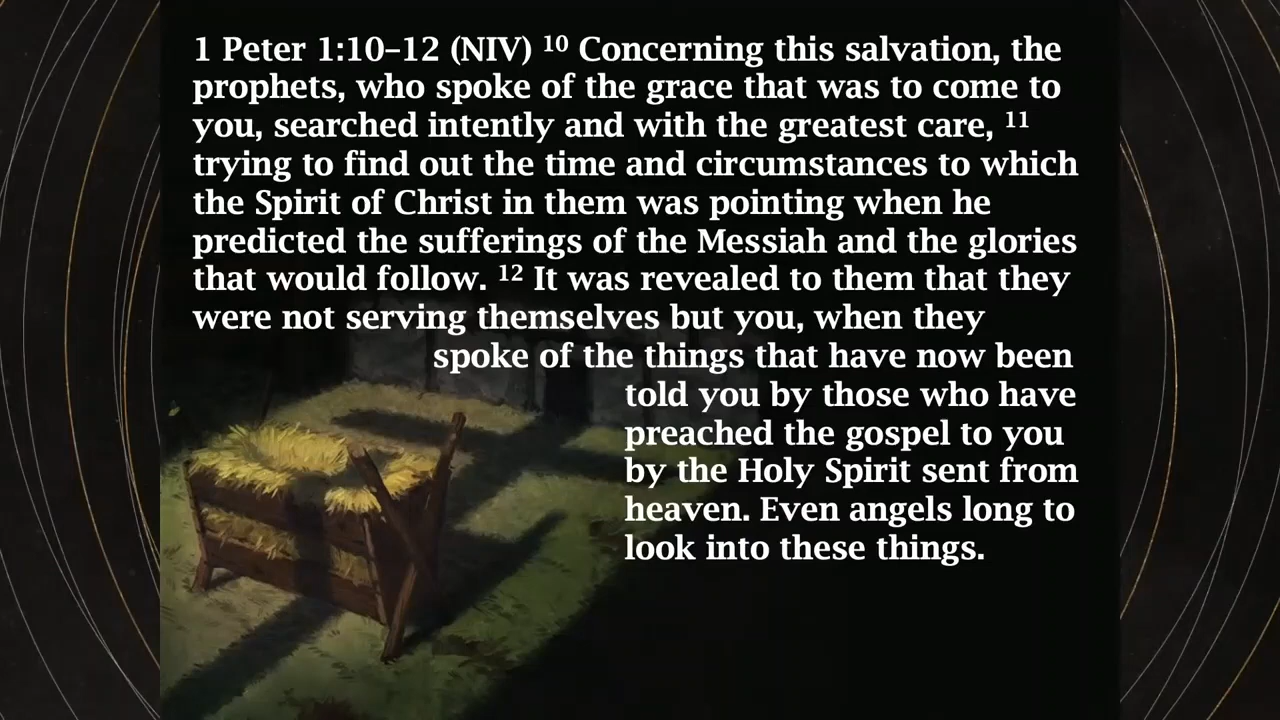 1 Peter 1:10–12 (NIV) ¹⁰ Concerning this salvation, the
prophets, who spoke of the grace that was to come to
you, searched intently and with the greatest care, ¹¹
trying to find out the time and circumstances to which
the Spirit of Christ in them was pointing when he
predicted the sufferings of the Messiah and the glories
that would follow. ¹² It was revealed to them that they
were not serving themselves but you, when they
spoke of the things that have now been
told you by those who have
preached the gospel to you
by the Holy Spirit sent from
heaven. Even angels long to
look into these things.